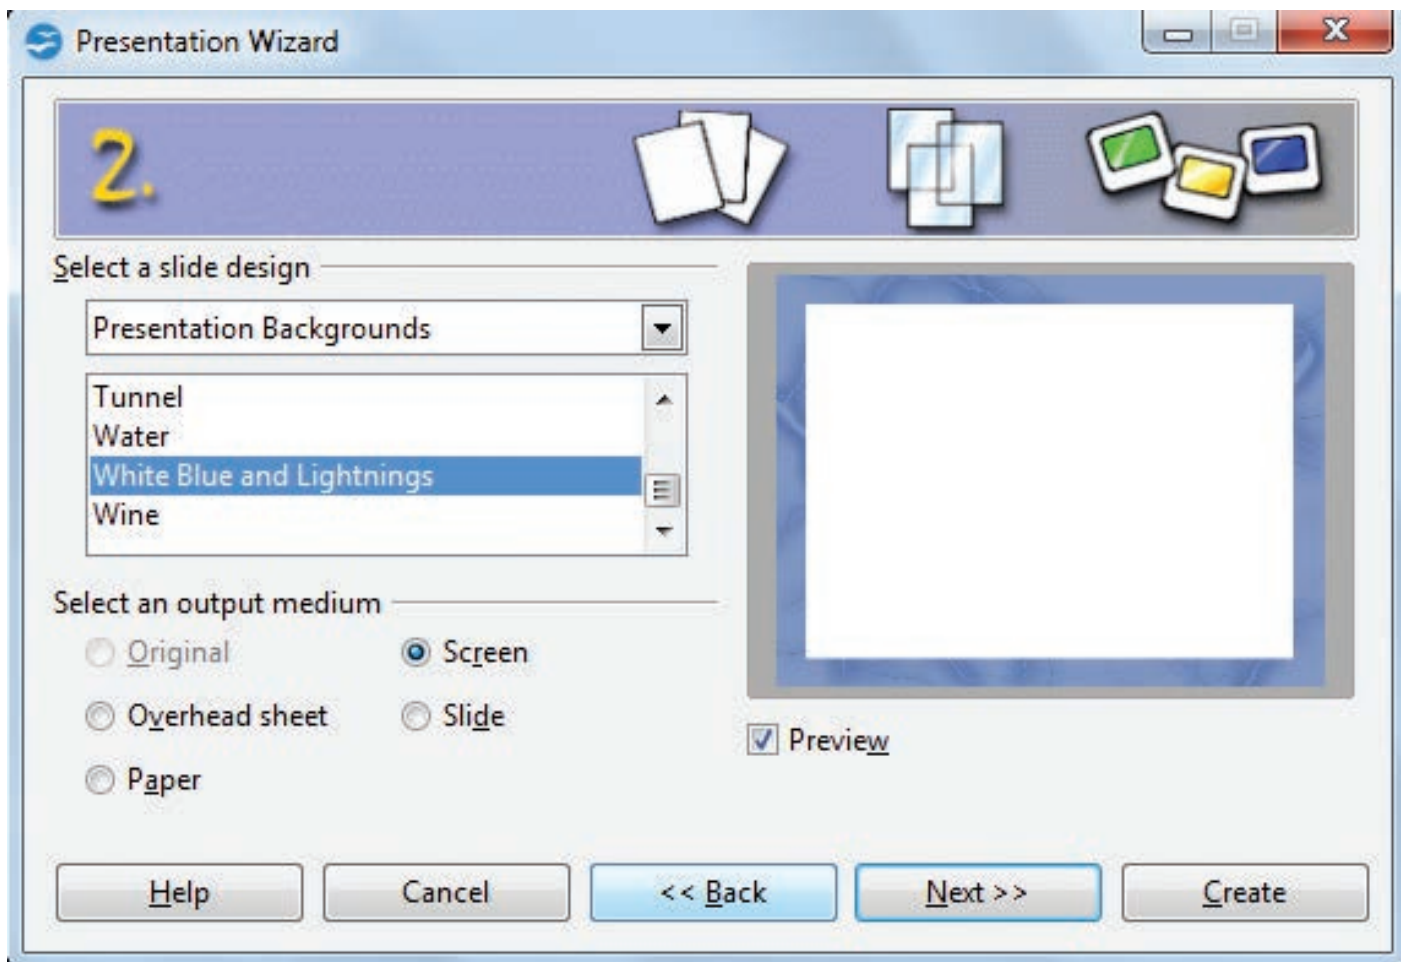 Presentation Wizard
2.
Select a slide design
Presentation Backgrounds
Tunnel
Water
White Blue and Lightnings
Wine
Select an output medium
Original
Screen
Overhead sheet
Slide
Paper
Preview
Help
Cancel
<< Back
Next >>
Create